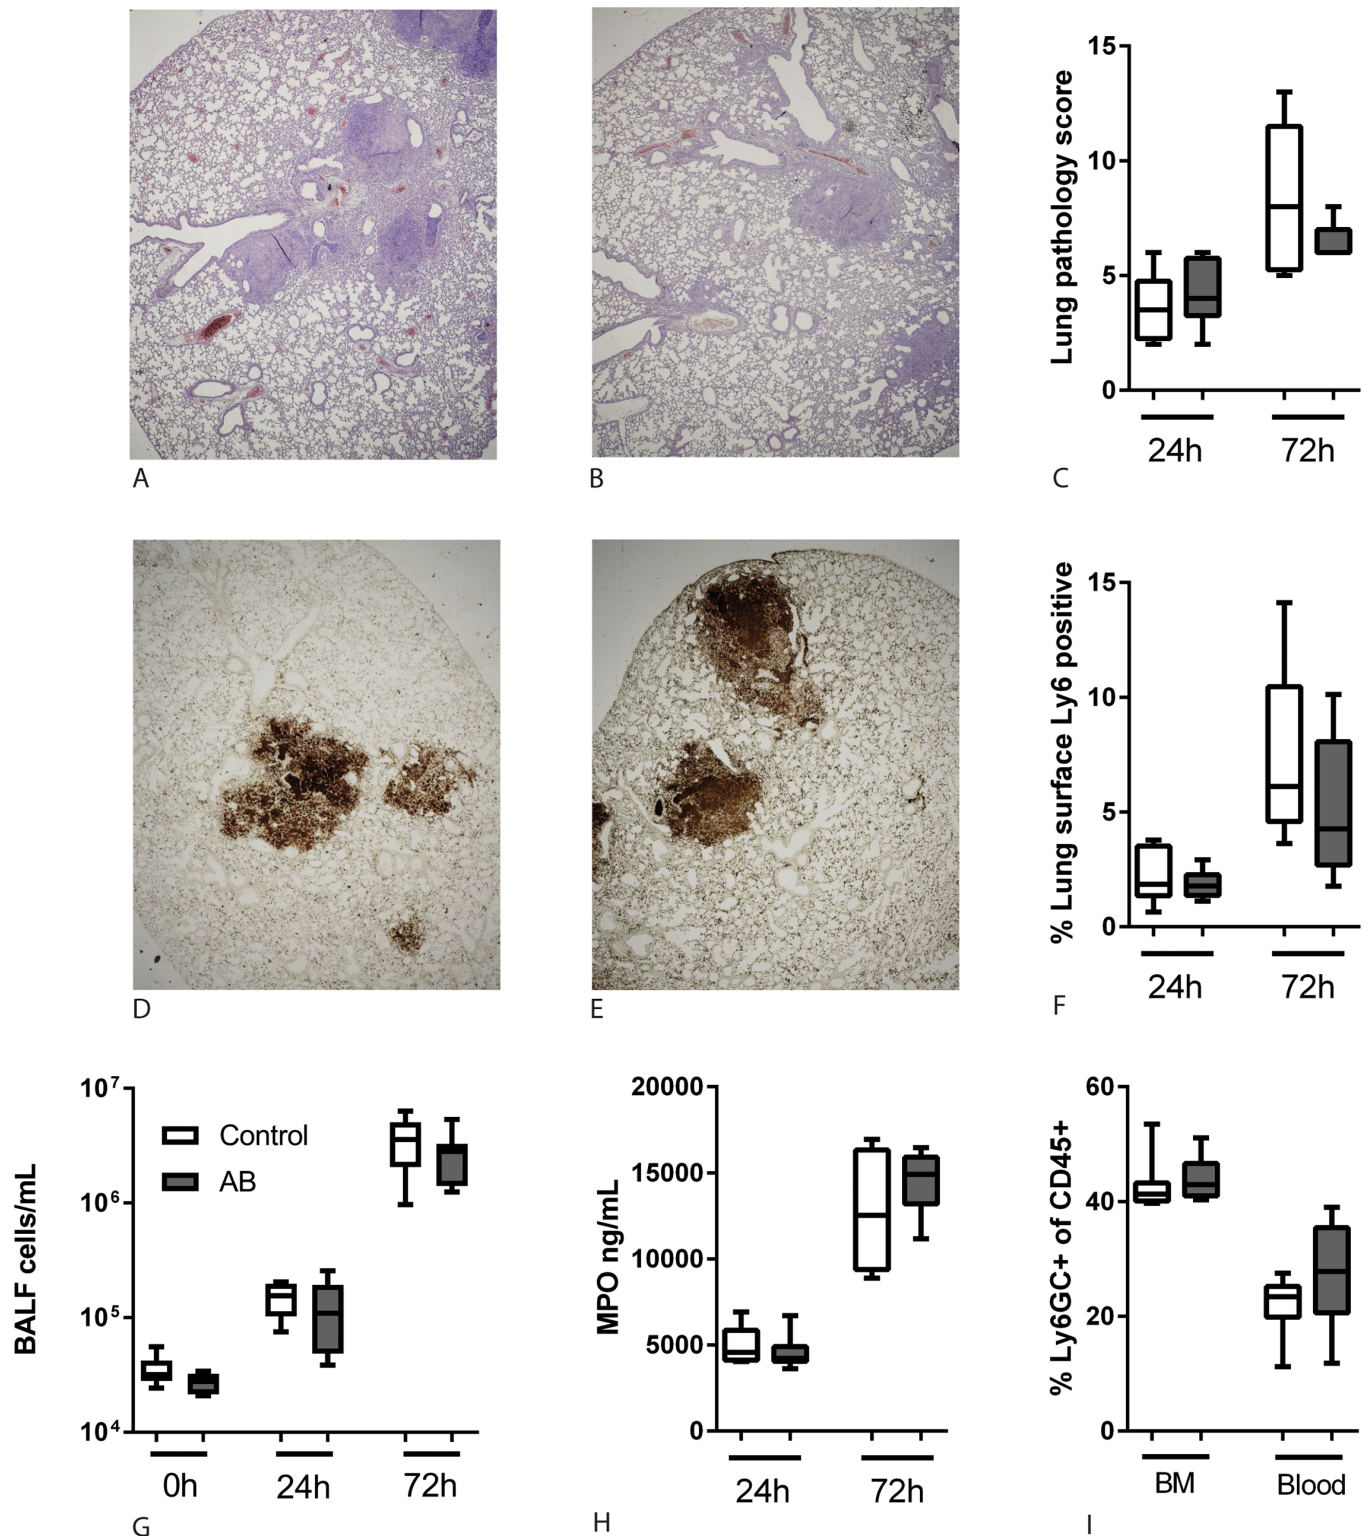 A
B
Lung pathology score
15
10
5
0
24h 72h
C
D
E
% Lung surface Ly6 positive
15
10
5
0
24h 72h
F
BALF cells/mL
10⁷
10⁶
10⁵
10⁴
Control
AB
0h 24h 72h
G
MPO ng/mL
20000
15000
10000
5000
0
24h 72h
H
% Ly6GC+ of CD45+
60
40
20
0
BM Blood
I